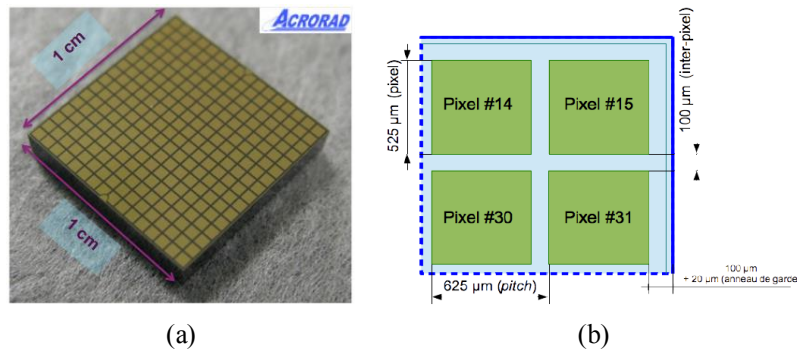 ACRORAD
1 cm
1 cm
(a)
Pixel #14
Pixel #15
Pixel #30
Pixel #31
525 µm (pixel)
100 µm (inter-pixel)
625 µm (pitch)
100 µm
+ 20 µm (anneau de garde
(b)